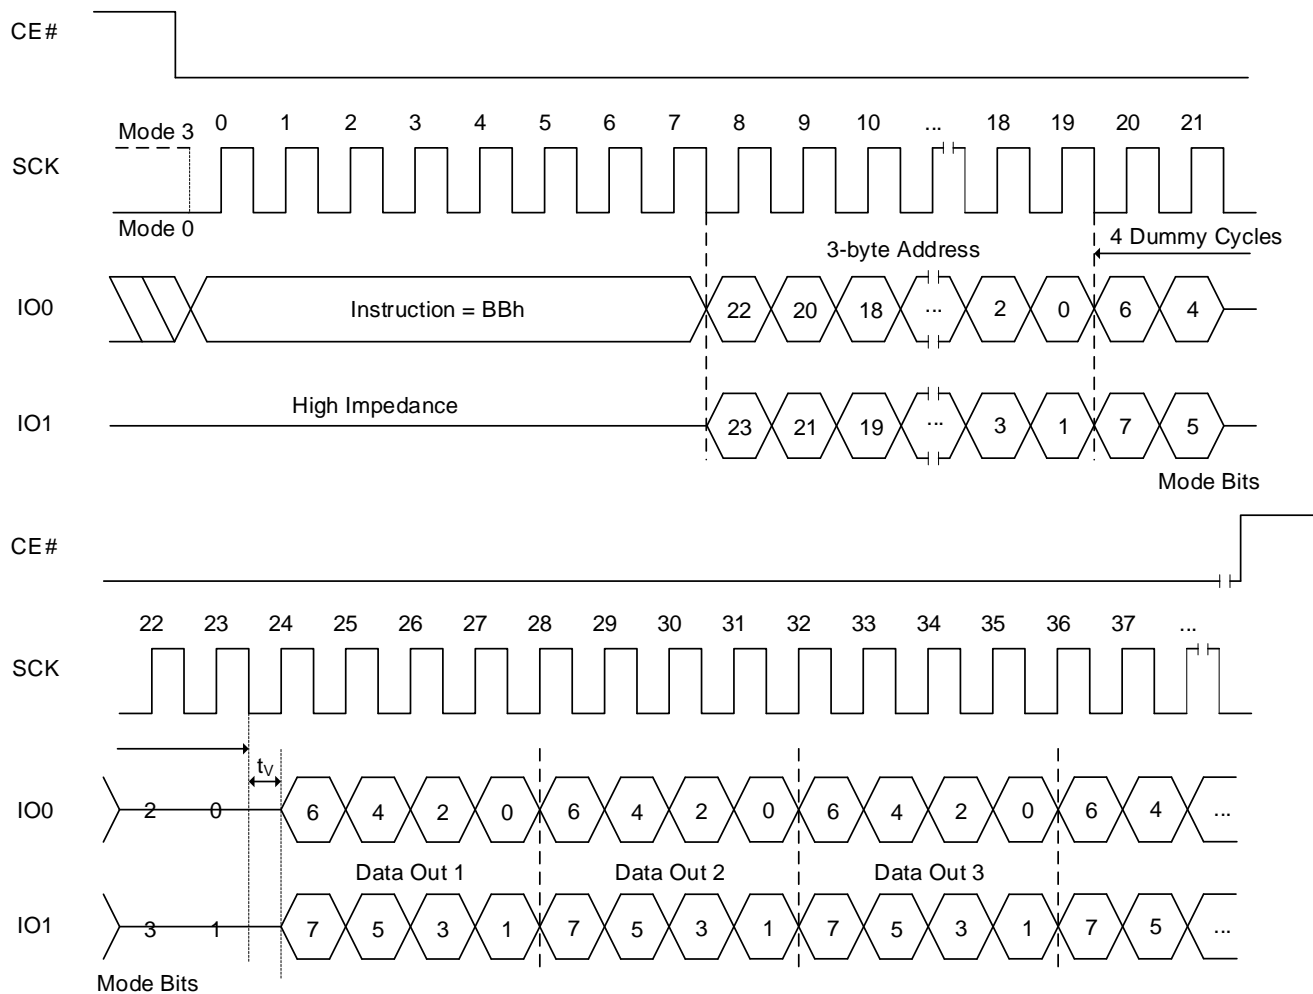 CE#
0 1 2 3 4 5 6 7 8 9 10 ... 18 19 20 21
Mode 3
SCK
Mode 0
3-byte Address
4 Dummy Cycles
IO0
Instruction = BBh
22 20 18 ... 2 0 6 4
High Impedance
IO1
23 21 19 ... 3 1 7 5
Mode Bits
CE#
22 23 24 25 26 27 28 29 30 31 32 33 34 35 36 37 ...
SCK
tV
IO0
2 0 6 4 2 0 6 4 2 0 6 4 2 0 6 4 ...
Data Out 1 Data Out 2 Data Out 3
IO1
3 1 7 5 3 1 7 5 3 1 7 5 3 1 7 5 ...
Mode Bits